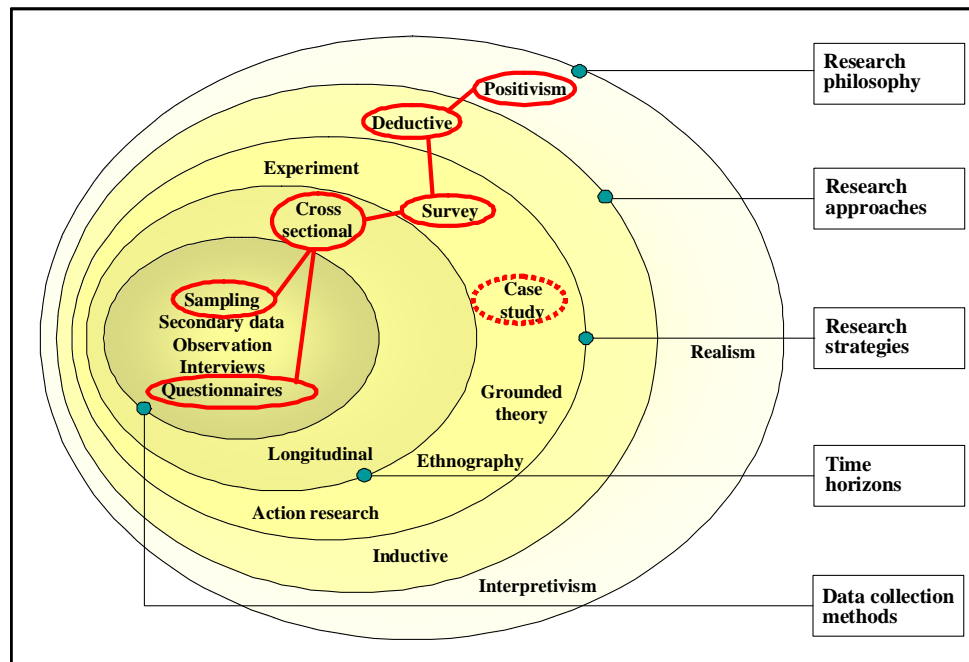 Positivism
Deductive
Experiment
Cross
sectional
Survey
Sampling
Secondary data
Observation
Interviews
Questionnaires
Case
study
Realism
Grounded
theory
Longitudinal
Ethnography
Action research
Inductive
Interpretivism
Research
philosophy
Research
approaches
Research
strategies
Time
horizons
Data collection
methods